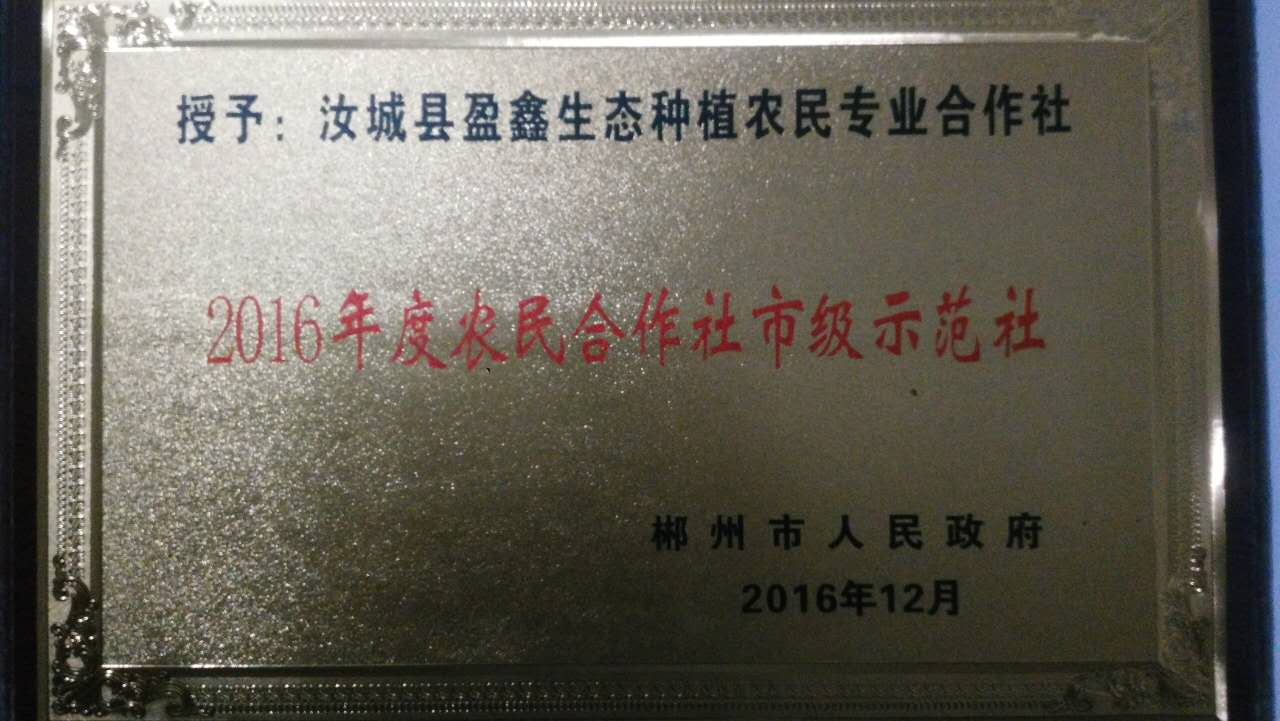 授予：汝城县盈鑫生态种植农民专业合作社
2016年度农民合作社市级示范社
郴州市人民政府
2016年12月